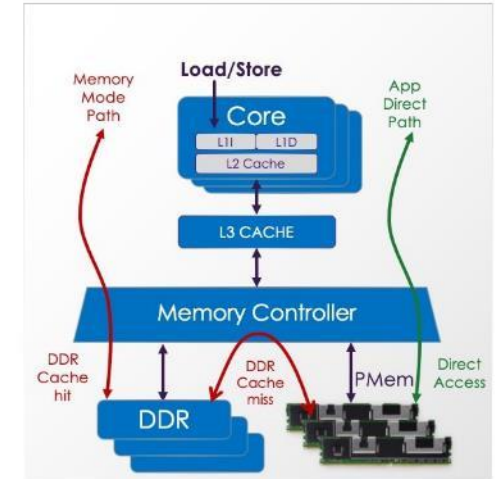 Memory
Mode
Path
Load/Store
App
Direct
Path
Core
L1I
L1D
L2 Cache
L3 CACHE
Memory Controller
DDR
Cache
hit
DDR
Cache
miss
PMem
Direct
Access
DDR